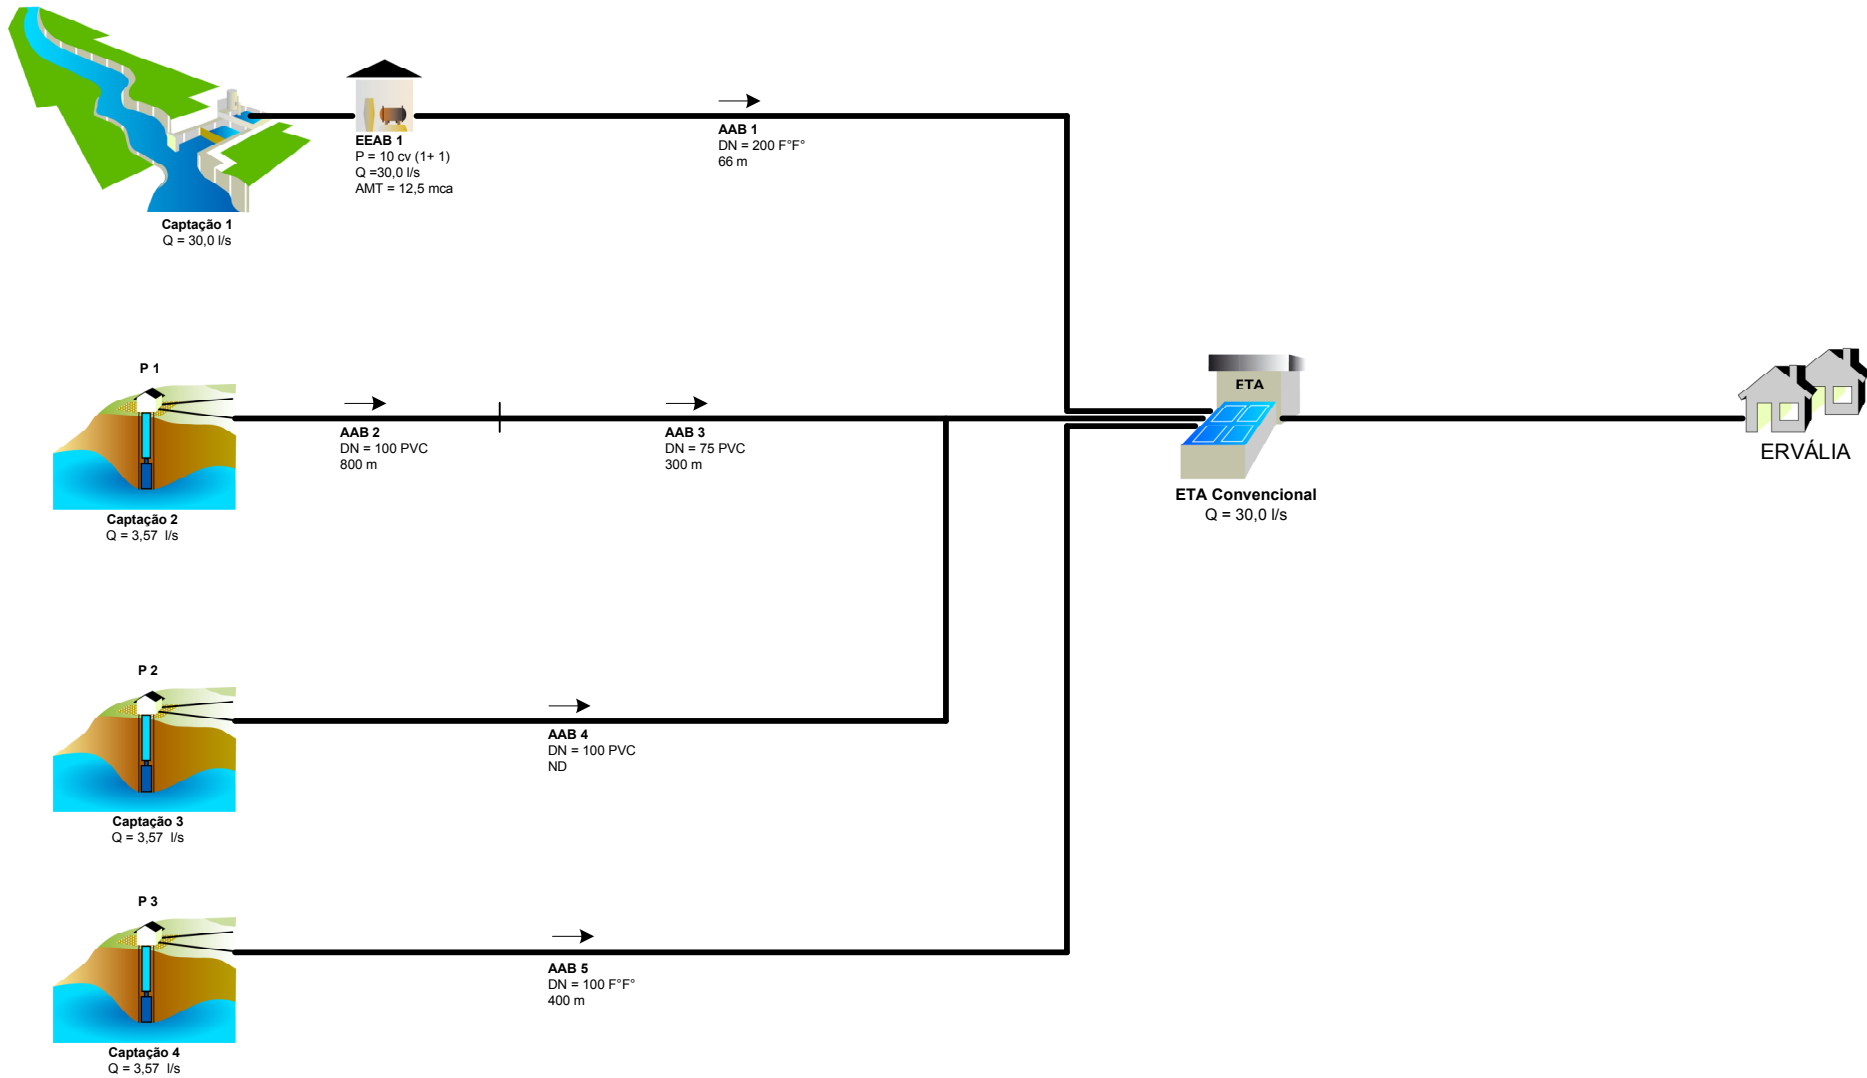 EEAB 1
P = 10 cv (1+ 1)
Q =30,0 l/s
AMT = 12,5 mca
AAB 1
DN = 200 F°F°
66 m
Captação 1
Q = 30,0 l/s
P 1
AAB 2
DN = 100 PVC
800 m
AAB 3
DN = 75 PVC
300 m
Captação 2
Q = 3,57 l/s
ETA
ETA Convencional
Q = 30,0 l/s
ERVÁLIA
P 2
AAB 4
DN = 100 PVC
ND
Captação 3
Q = 3,57 l/s
P 3
AAB 5
DN = 100 F°F°
400 m
Captação 4
Q = 3,57 l/s